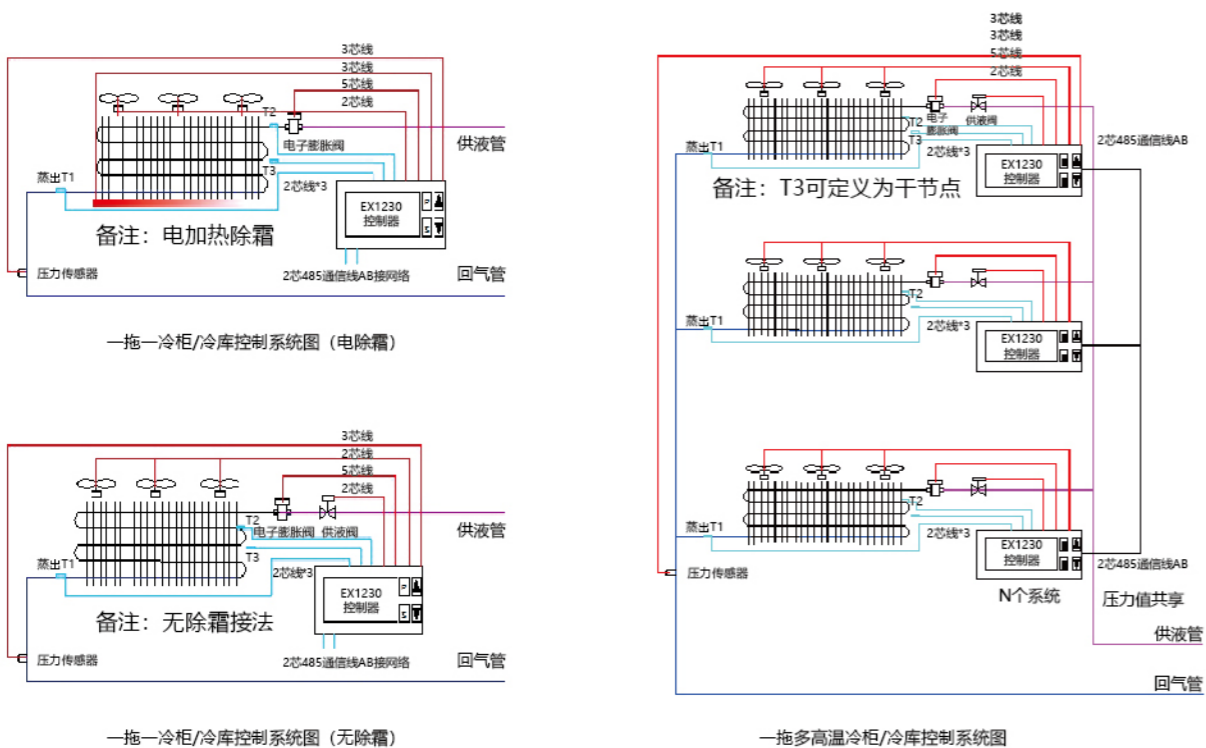 3芯线
3芯线
5芯线
2芯线
T2
电子膨胀阀
供液管
T3
蒸出T1
2芯线*3
EX1230
控制器
P
S
备注：电加热除霜
压力传感器
2芯485通信线AB接网络
回气管
一拖一冷柜/冷库控制系统图（电除霜）
3芯线
2芯线
5芯线
2芯线
T2
电子膨胀阀
供液阀
供液管
T3
蒸出T1
2芯线*3
EX1230
控制器
P
S
备注：无除霜接法
压力传感器
2芯485通信线AB接网络
回气管
一拖一冷柜/冷库控制系统图（无除霜）
3芯线
3芯线
5芯线
2芯线
电子
膨胀阀
供液阀
T2
T3
2芯485通信线AB
蒸出T1
2芯线*3
EX1230
控制器
备注：T3可定义为干节点
T2
蒸出T1
2芯线*3
EX1230
控制器
T2
蒸出T1
2芯线*3
EX1230
控制器
2芯485通信线AB
压力传感器
N个系统
压力值共享
供液管
回气管
一拖多高温冷柜/冷库控制系统图